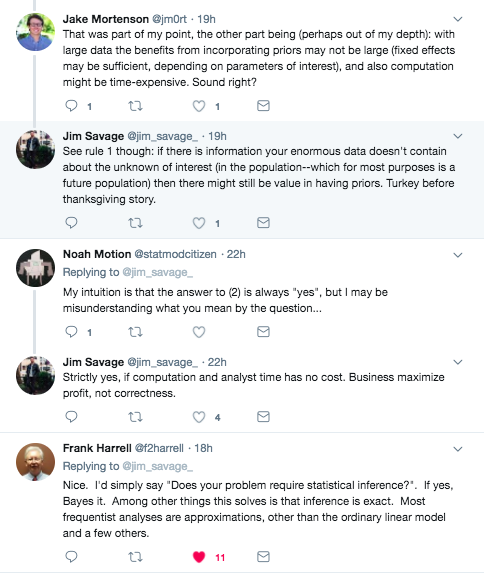 Jake Mortenson @jm0rt · 19h
That was part of my point, the other part being (perhaps out of my depth): with
large data the benefits from incorporating priors may not be large (fixed effects
may be sufficient, depending on parameters of interest), and also computation
might be time-expensive. Sound right?
1 1
Jim Savage @jim_savage_ · 19h
See rule 1 though: if there is information your enormous data doesn't contain
about the unknown of interest (in the population--which for most purposes is a
future population) then there might still be value in having priors. Turkey before
thanksgiving story.
1
Noah Motion @statmodcitizen · 22h
Replying to @jim_savage_
My intuition is that the answer to (2) is always "yes", but I may be
misunderstanding what you mean by the question...
1
Jim Savage @jim_savage_ · 22h
Strictly yes, if computation and analyst time has no cost. Business maximize
profit, not correctness.
4
Frank Harrell @f2harrell · 18h
Replying to @jim_savage_
Nice.  I'd simply say "Does your problem require statistical inference?".  If yes,
Bayes it.  Among other things this solves is that inference is exact.  Most
frequentist analyses are approximations, other than the ordinary linear model
and a few others.
11